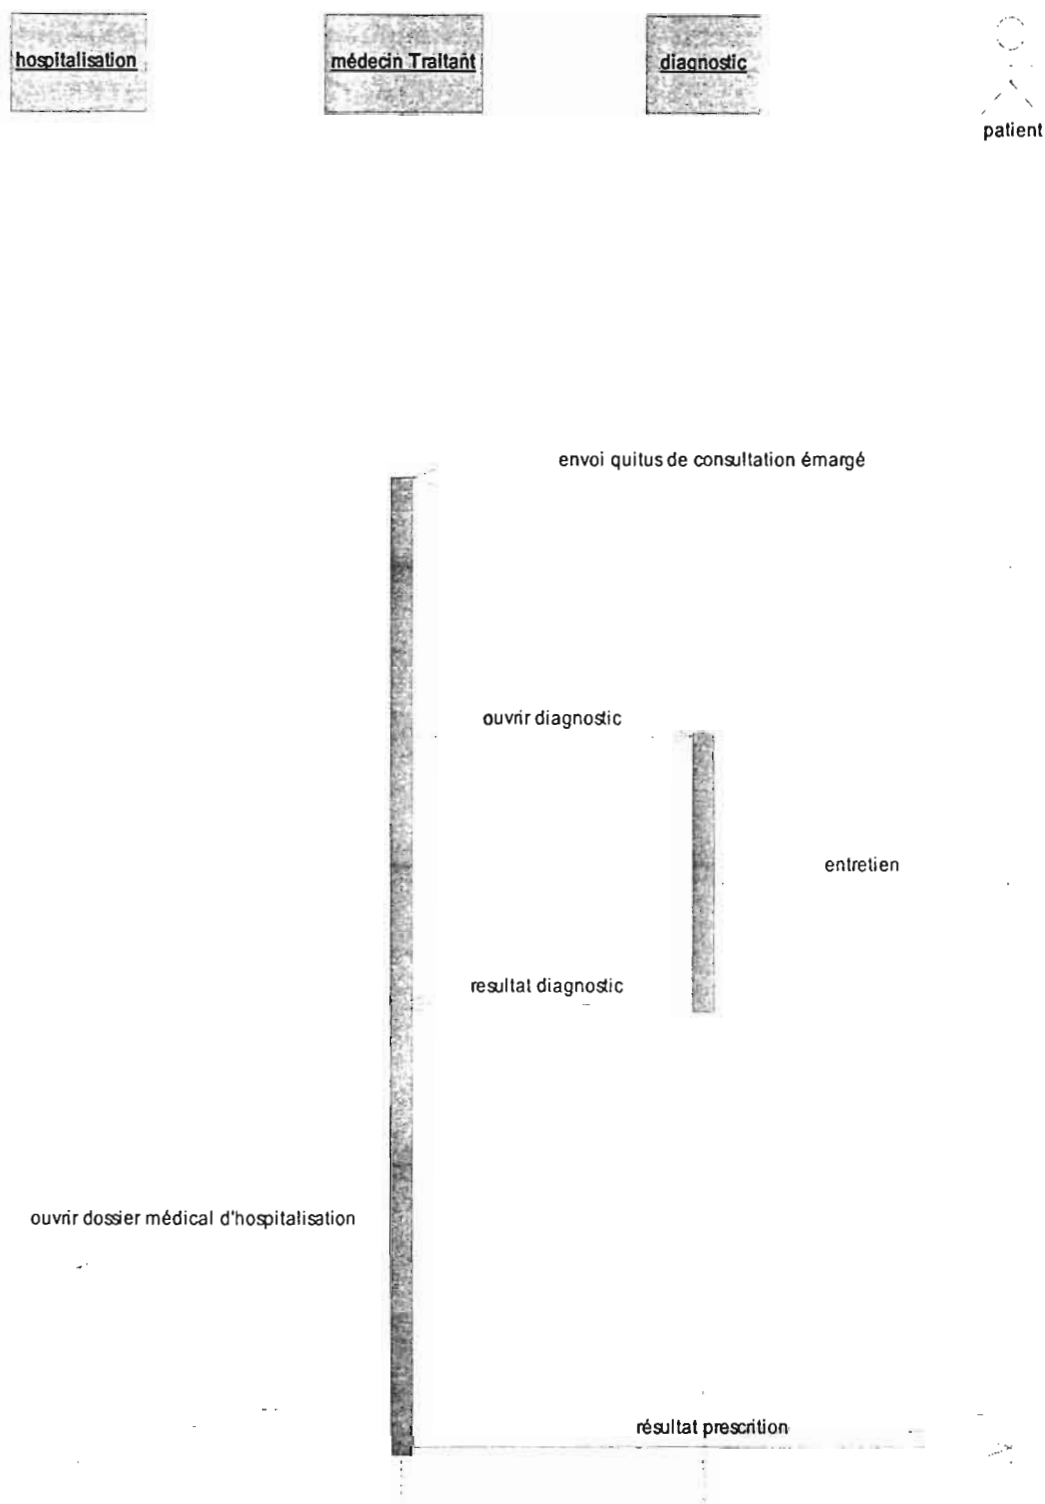 hospitalisation
médecin Traitant
diagnostic
patient
envoi quitus de consultation émargé
ouvrir diagnostic
entretien
resultat diagnostic
ouvrir dossier médical d'hospitalisation
résultat prescrition